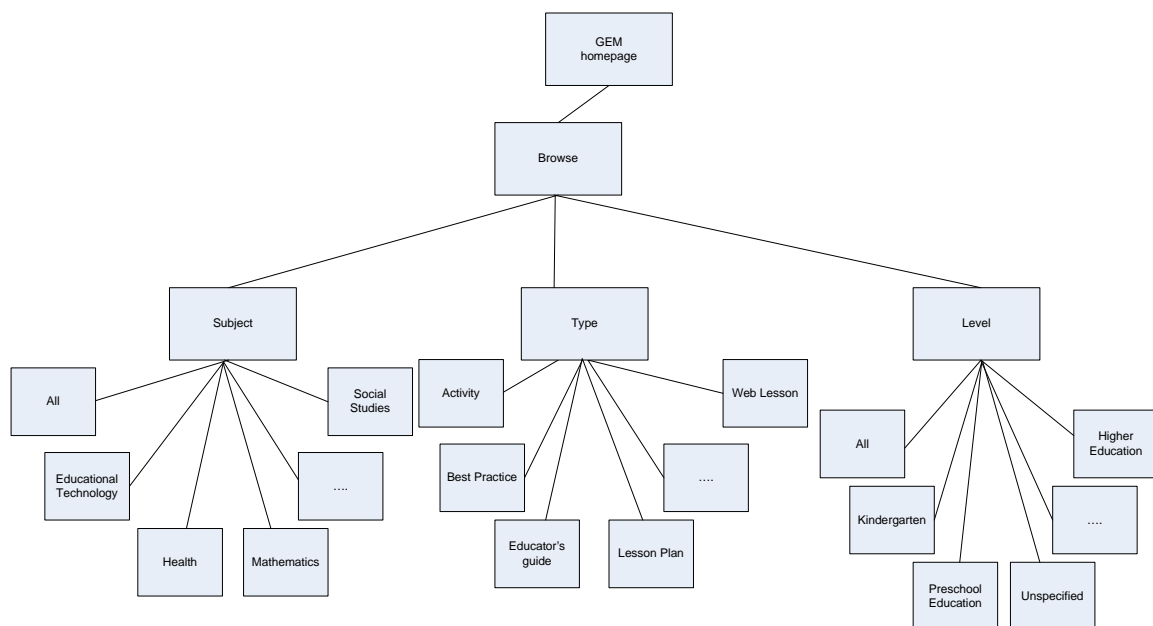 GEM
homepage
Browse
Subject
Type
Level
All
Social
Studies
Activity
Web Lesson
All
Higher
Education
Educational
Technology
....
Best Practice
....
Kindergarten
....
Health
Mathematics
Educator's
guide
Lesson Plan
Preschool
Education
Unspecified